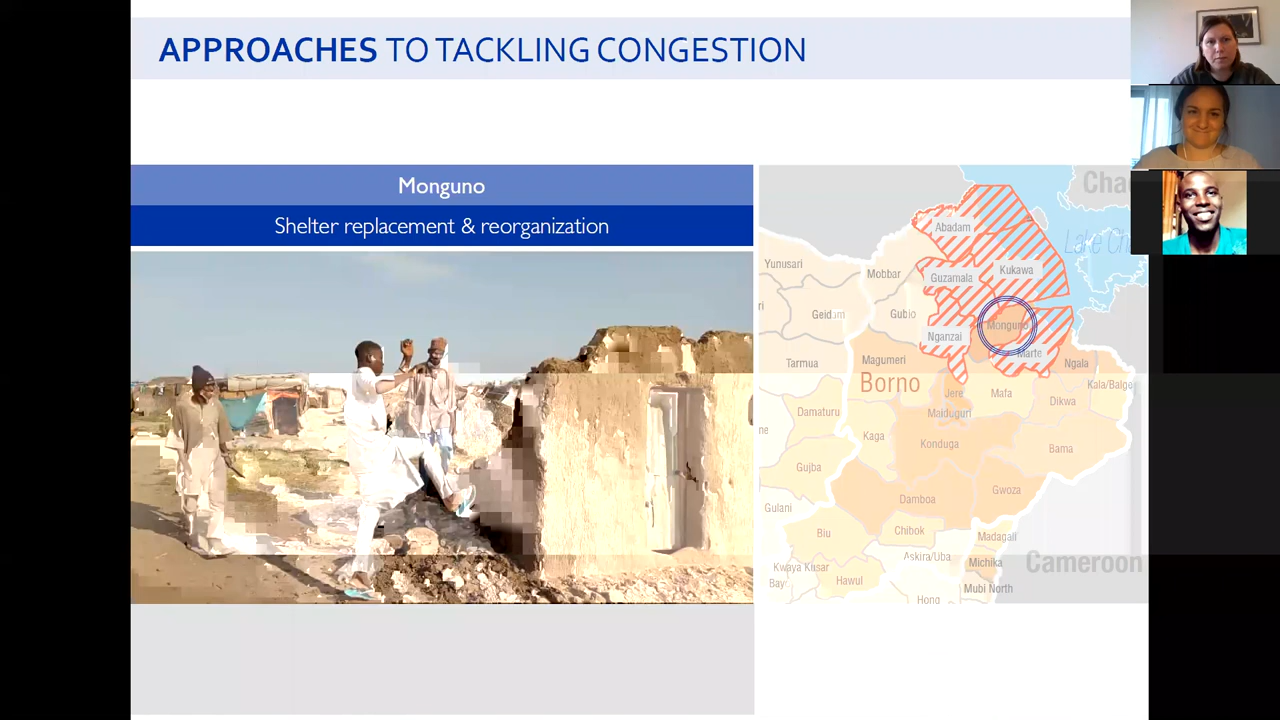 APPROACHES TO TACKLING CONGESTION
Monguno
Shelter replacement & reorganization
Abadam
Yunusari
Mobbar
Guzamala
Kukawa
Geidam
Gubio
Monguno
Nganzai
Marte
Tarmua
Magumeri
Ngala
Borno
Jere
Mafa
Kala/Balge
Dikwa
Damaturu
Maiduguri
Kaga
Konduga
Bama
Gujba
Gwoza
Damboa
Gulani
Biu
Chibok
Madagali
Askira/Uba
Michika
Cameroon
Kwaya Kusar
Bay
Hawul
Mubi North
Hong